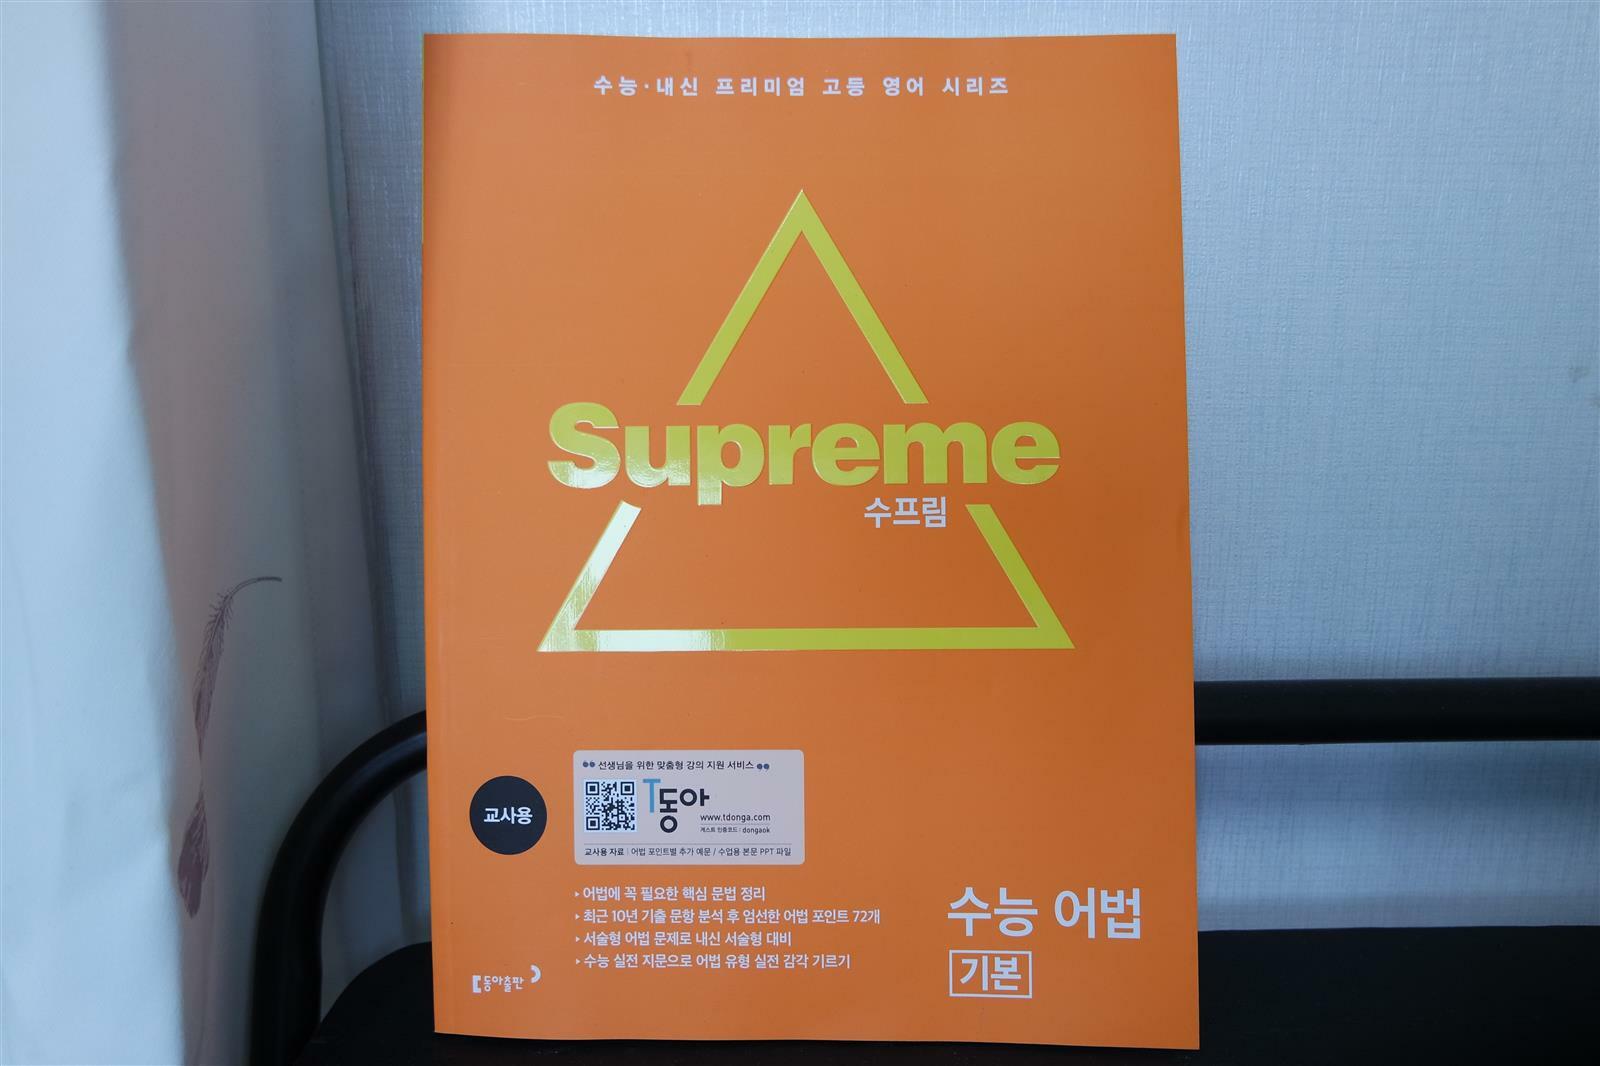 수능·내신 프리미엄 고등 영어 시리즈
Supreme
수프림
교사용
선생님을 위한 맞춤형 강의 지원 서비스
T동아
www.tdonga.com
게스트 인증코드 : dongaok
교사용 자료 | 어법 포인트별 추가 예문 / 수업용 본문 PPT 파일
▸ 어법에 꼭 필요한 핵심 문법 정리
▸ 최근 10년 기출 문항 분석 후 엄선한 어법 포인트 72개
▸ 서술형 어법 문제로 내신 서술형 대비
▸ 수능 실전 지문으로 어법 유형 실전 감각 기르기
수능 어법
기본
동아출판